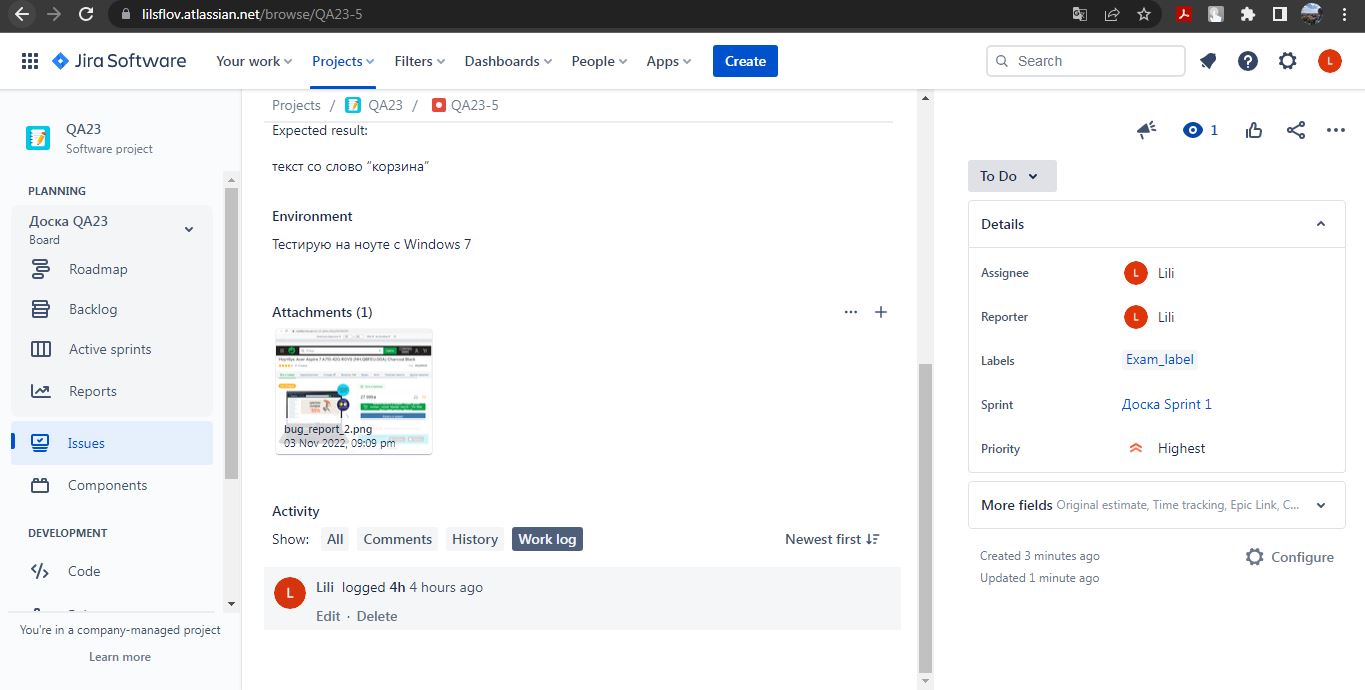 lilsflov.atlassian.net/browse/QA23-5
Jira Software
Your work
Projects
Filters
Dashboards
People
Apps
Create
Search
L
Projects / QA23 / QA23-5
QA23
Software project
PLANNING
Доска QA23
Board
Roadmap
Backlog
Active sprints
Reports
Issues
Components
DEVELOPMENT
Code
You're in a company-managed project
Learn more
Expected result:
текст со слово “корзина”
Environment
Тестирую на ноуте с Windows 7
Attachments (1)
bug_report_2.png
03 Nov 2022, 09:09 pm
Activity
Show: All Comments History Work log Newest first
L
Lili logged 4h 4 hours ago
Edit · Delete
1
To Do
Details
Assignee L Lili
Reporter L Lili
Labels Exam_label
Sprint Доска Sprint 1
Priority Highest
More fields Original estimate, Time tracking, Epic Link, C...
Created 3 minutes ago
Updated 1 minute ago
Configure